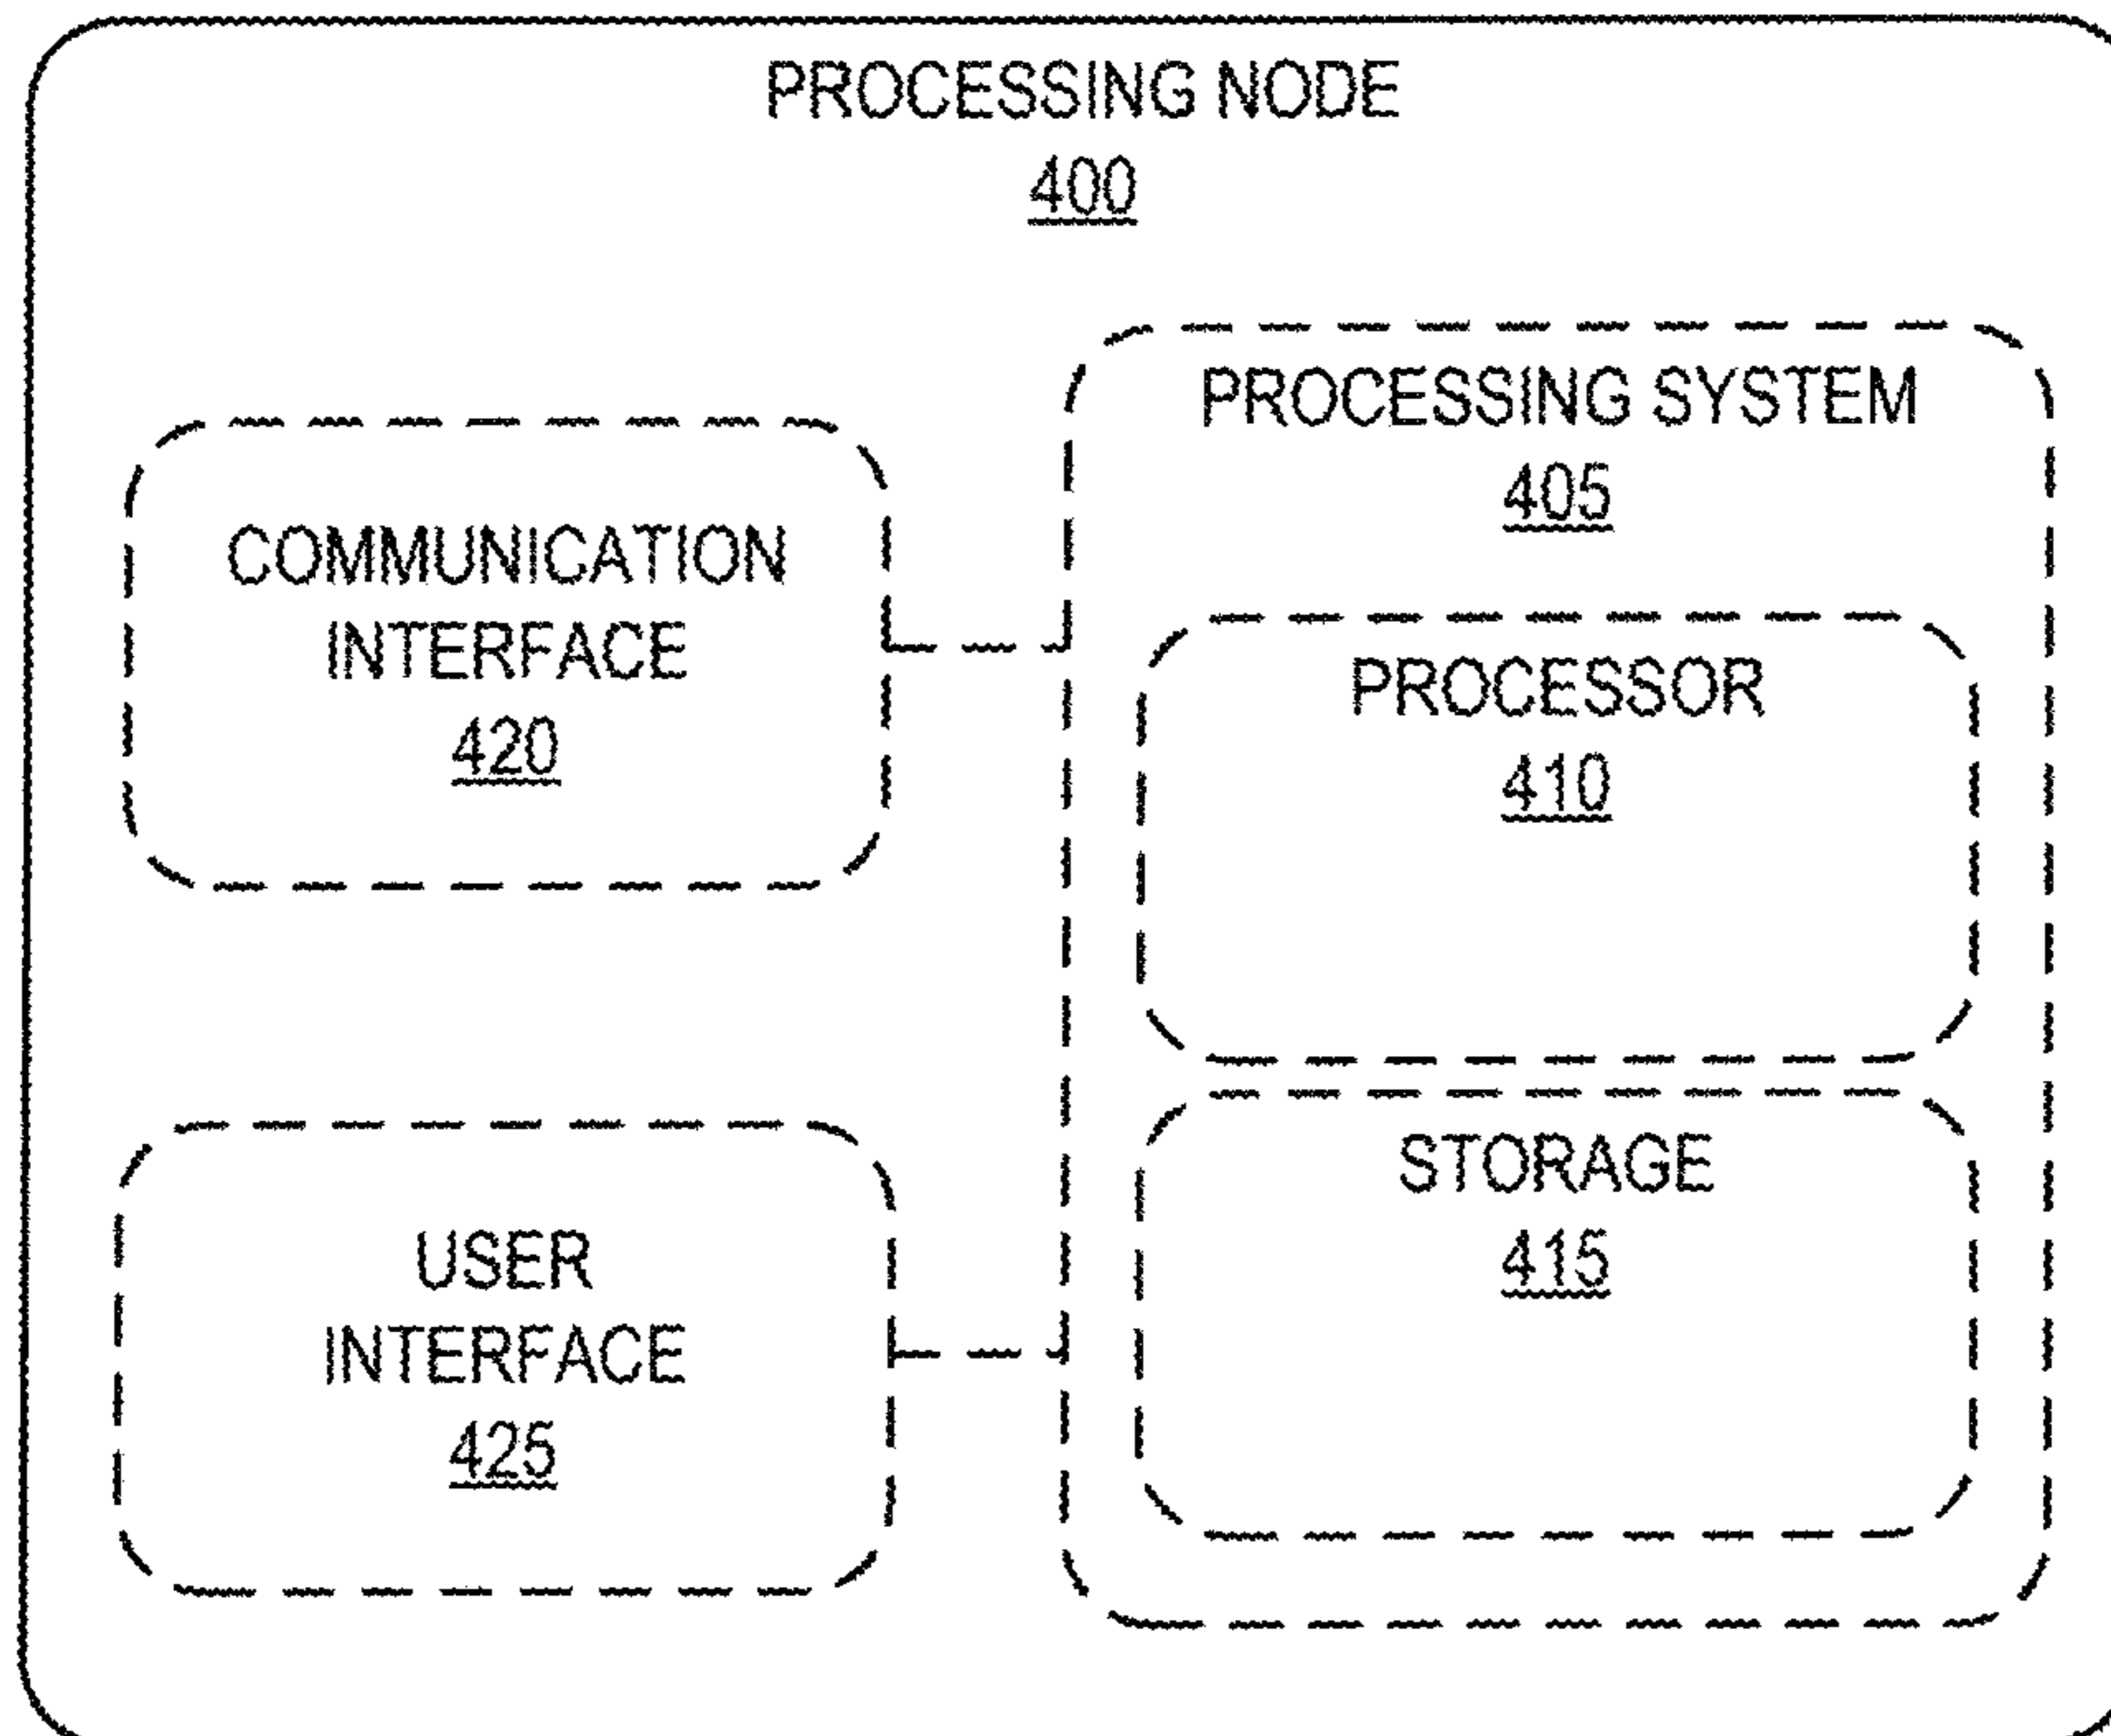 PROCESSING NODE
400
PROCESSING SYSTEM
405
COMMUNICATION
INTERFACE
420
PROCESSOR
410
STORAGE
415
USER
INTERFACE
425